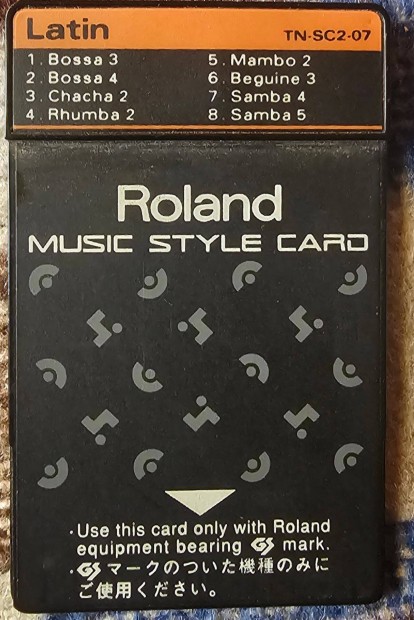 Latin TN-SC2-07
1. Bossa 3 5. Mambo 2
2. Bossa 4 6. Beguine 3
3. Chacha 2 7. Samba 4
4. Rhumba 2 8. Samba 5
Roland
MUSIC STYLE CARD
・Use this card only with Roland
equipment bearing GS mark.
・GSマークのついた機種のみに
ご使用ください。